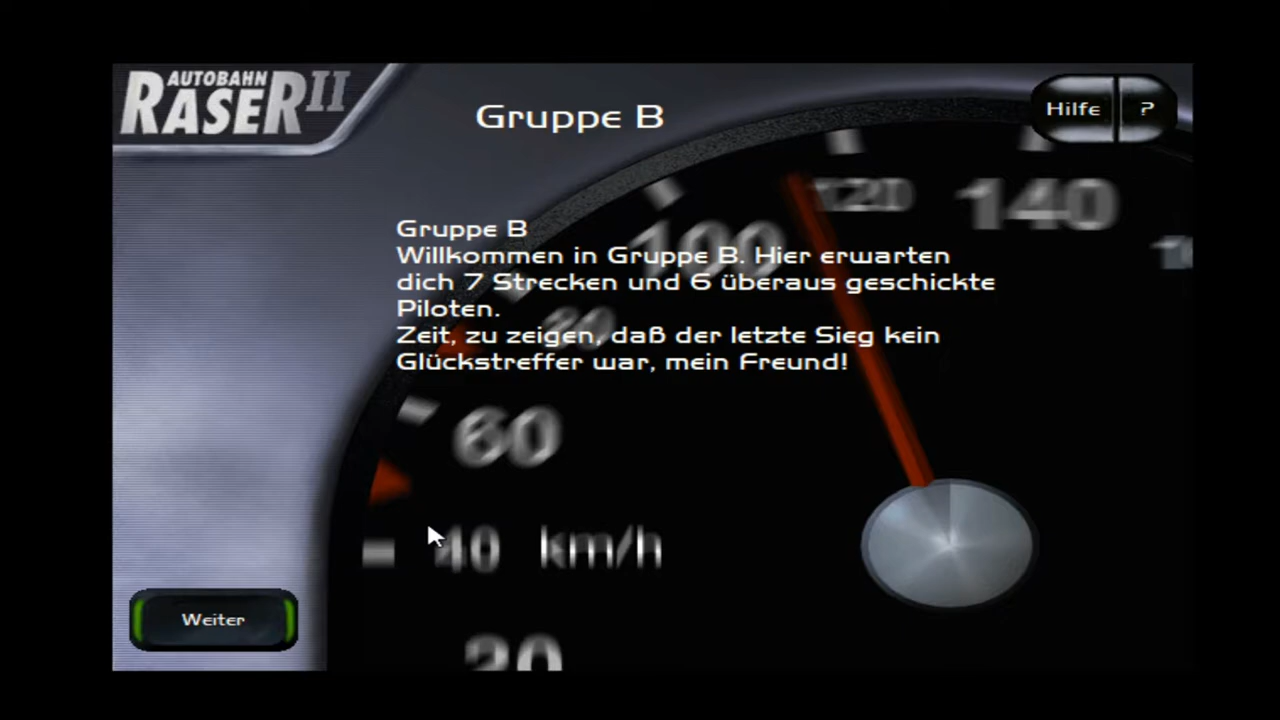 AUTOBAHN
RASER II
Gruppe B
Hilfe ?
120 140
100
Gruppe B
Willkommen in Gruppe B. Hier erwarten
dich 7 Strecken und 6 überaus geschickte
Piloten.
Zeit, zu zeigen, daß der letzte Sieg kein
Glückstreffer war, mein Freund!
80
60
40 km/h
Weiter